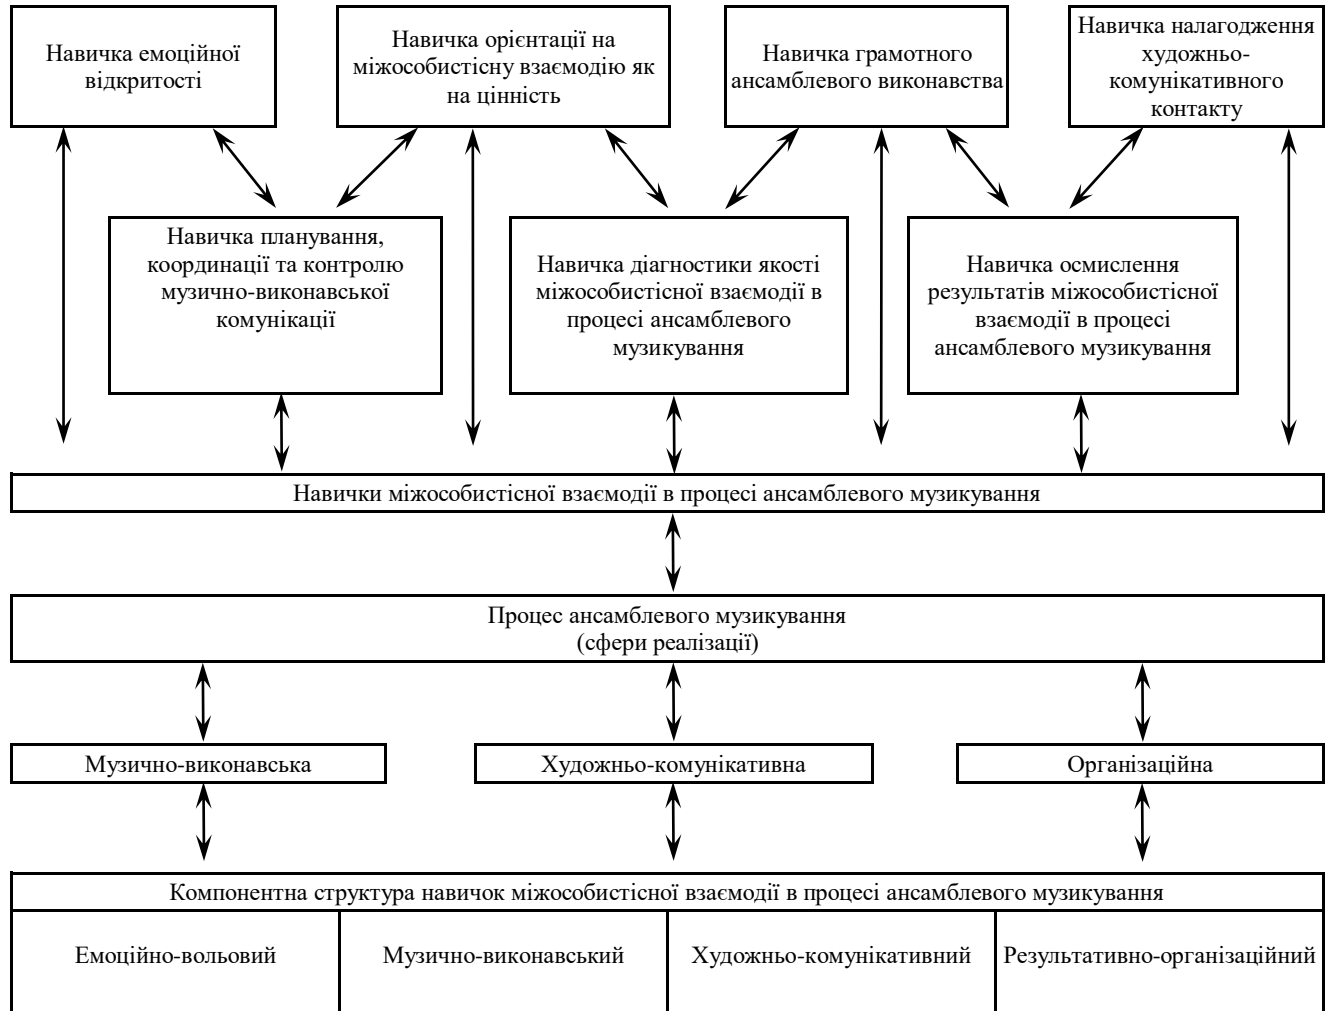 Навичка емоційної
відкритості
Навичка орієнтації на
міжособистісну взаємодію як
на цінність
Навичка грамотного
ансамблевого виконавства
Навичка налагодження
художньо-
комунікативного
контакту
Навичка планування,
координації та контролю
музично-виконавської
комунікації
Навичка діагностики якості
міжособистісної взаємодії в
процесі ансамблевого
музикування
Навичка осмислення
результатів міжособистісної
взаємодії в процесі
ансамблевого музикування
Навички міжособистісної взаємодії в процесі ансамблевого музикування
Процес ансамблевого музикування
(сфери реалізації)
Музично-виконавська
Художньо-комунікативна
Організаційна
Компонентна структура навичок міжособистісної взаємодії в процесі ансамблевого музикування
Емоційно-вольовий
Музично-виконавський
Художньо-комунікативний
Результативно-організаційний